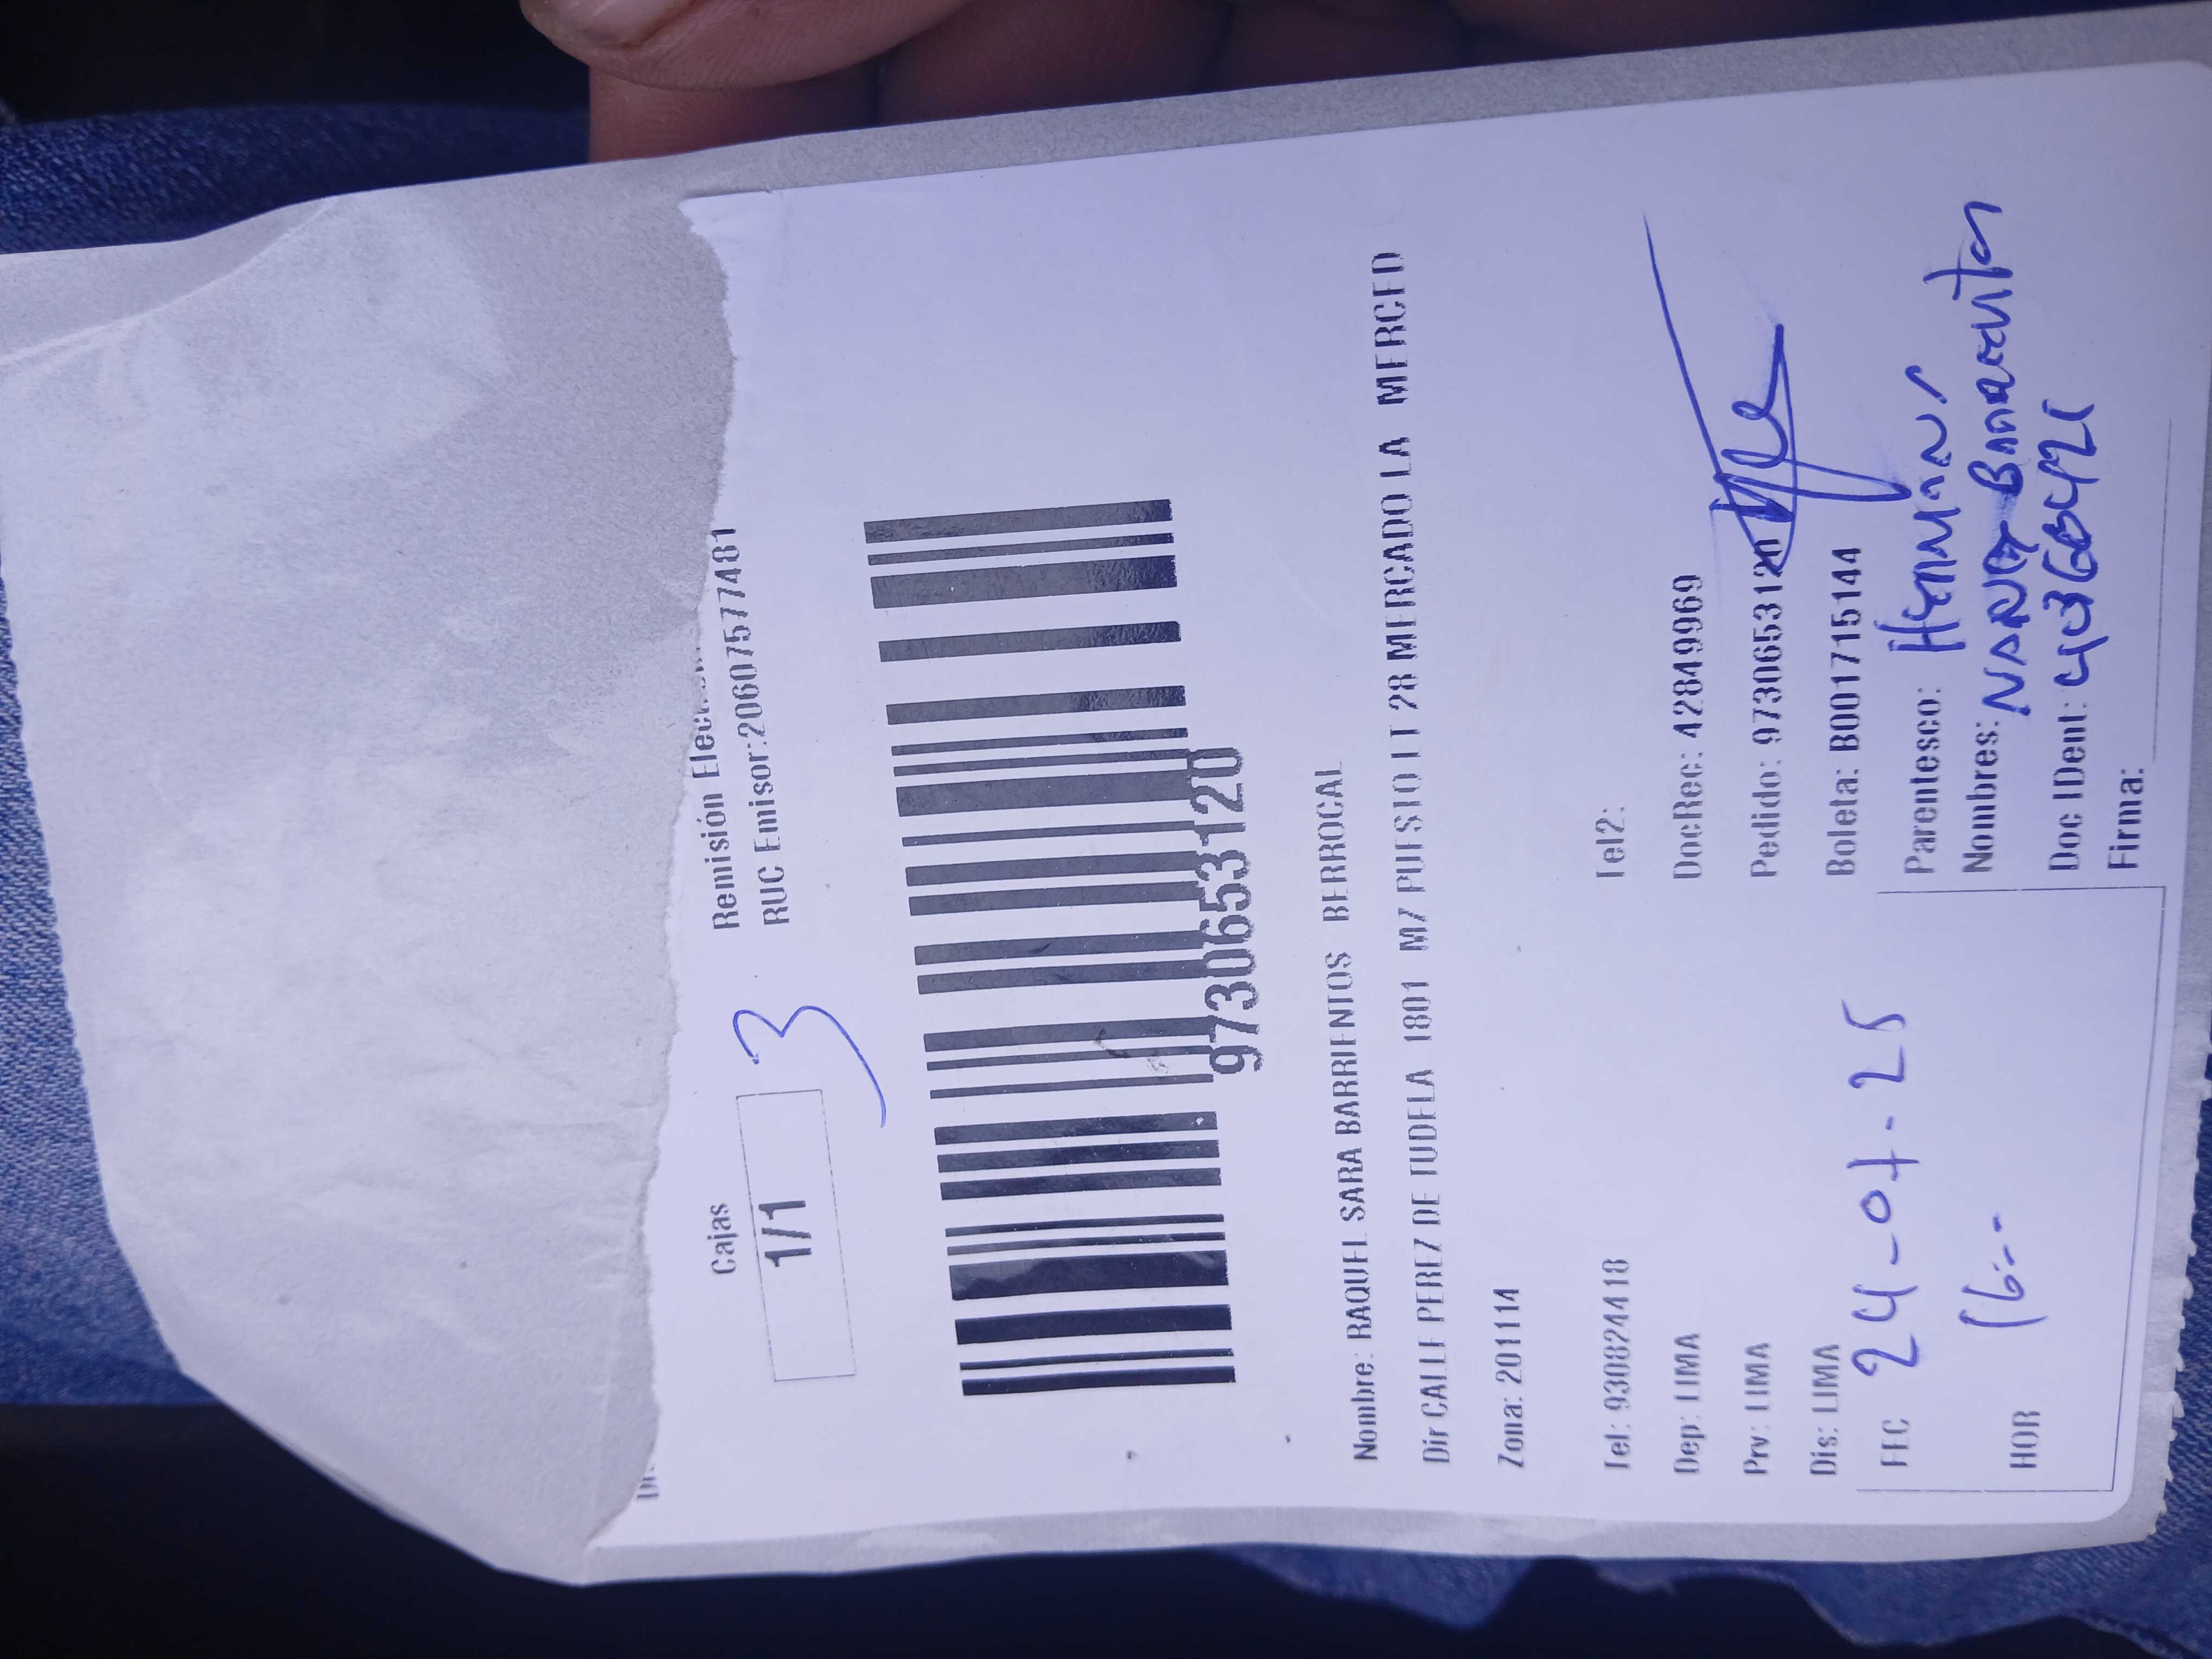 Remisión
RUC Emisor:20607577481
Cajas
1/1
3
9730653120
Nombre: RAQUEL SARA BARRIENTOS BERROCAL
Dir CALLE PEREZ DE TUDELA 1801 MZ PUESTO LT 28 MERCADO LA MERCED
Zona: 201114
Tel: 930824418
Tel2:
Dep: LIMA
DocRec: 42849969
Prv: LIMA
Pedido: 9730653120
Dis: LIMA
Boleta: B001715144
FEC 24-07-25
Parentesco:
HOR 16:--
Nombres:
Doc IDent:
Firma: